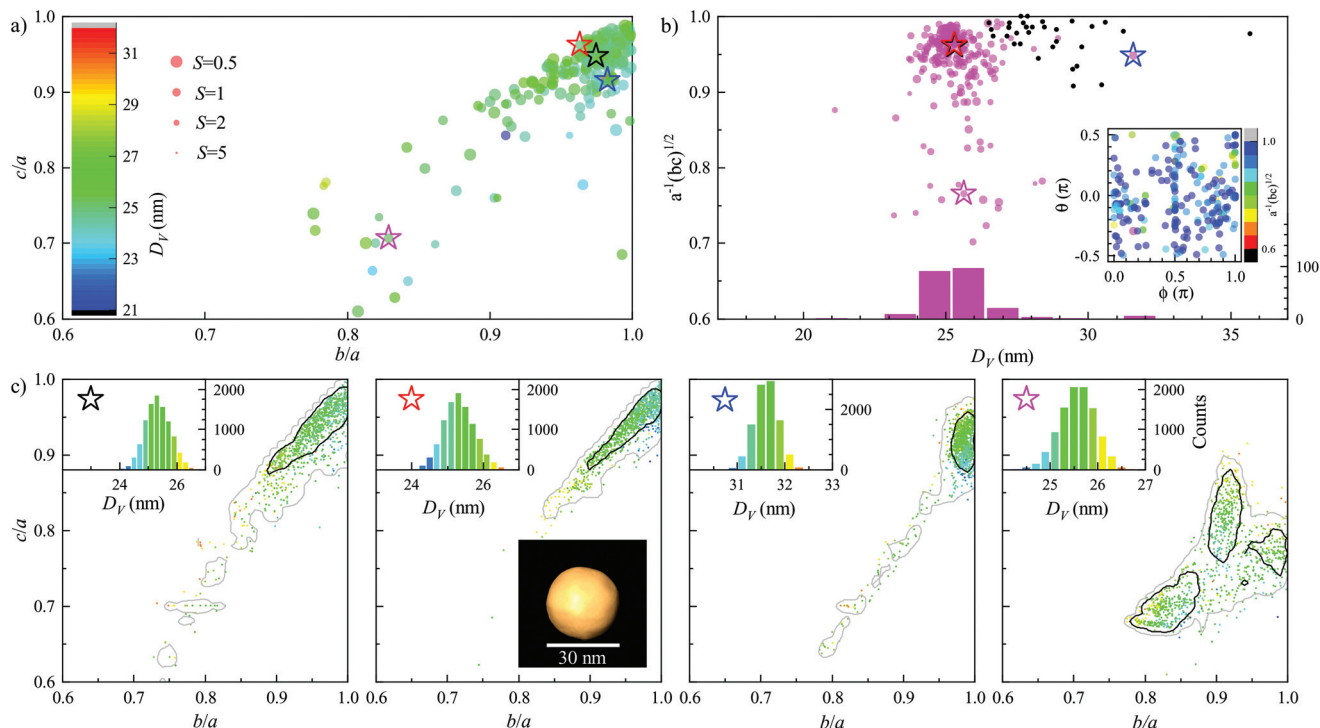 a)
1.0
0.9
0.8
0.7
0.6
c/a
31
29
27
25
23
21
D_V (nm)
S=0.5
S=1
S=2
S=5
0.6 0.7 0.8 0.9 1.0
b/a
b)
1.0
0.9
0.8
0.7
0.6
a⁻¹(bc)^1/2
20 25 30 35
D_V (nm)
100
0
0.5
0.0
-0.5
θ (π)
0.0 0.5 1.0
ϕ (π)
1.0
0.6
a⁻¹(bc)^1/2
c)
1.0
0.9
0.8
0.7
0.6
c/a
2000
1000
0
24 26
D_V (nm)
0.6 0.7 0.8 0.9 1.0
b/a
2000
1000
0
24 26
D_V (nm)
30 nm
0.6 0.7 0.8 0.9 1.0
b/a
2000
0
31 32 33
D_V (nm)
0.6 0.7 0.8 0.9 1.0
b/a
2000
1000
0
Counts
25 26 27
D_V (nm)
0.6 0.7 0.8 0.9 1.0
b/a